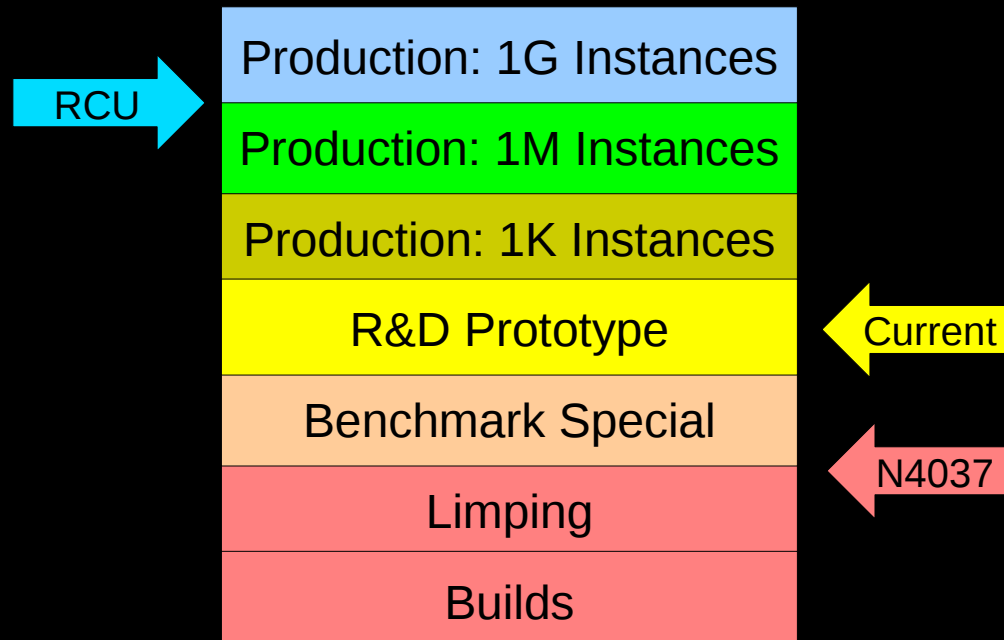 Production: 1G Instances
RCU
Production: 1M Instances
Production: 1K Instances
R&D Prototype
Current
Benchmark Special
N4037
Limping
Builds